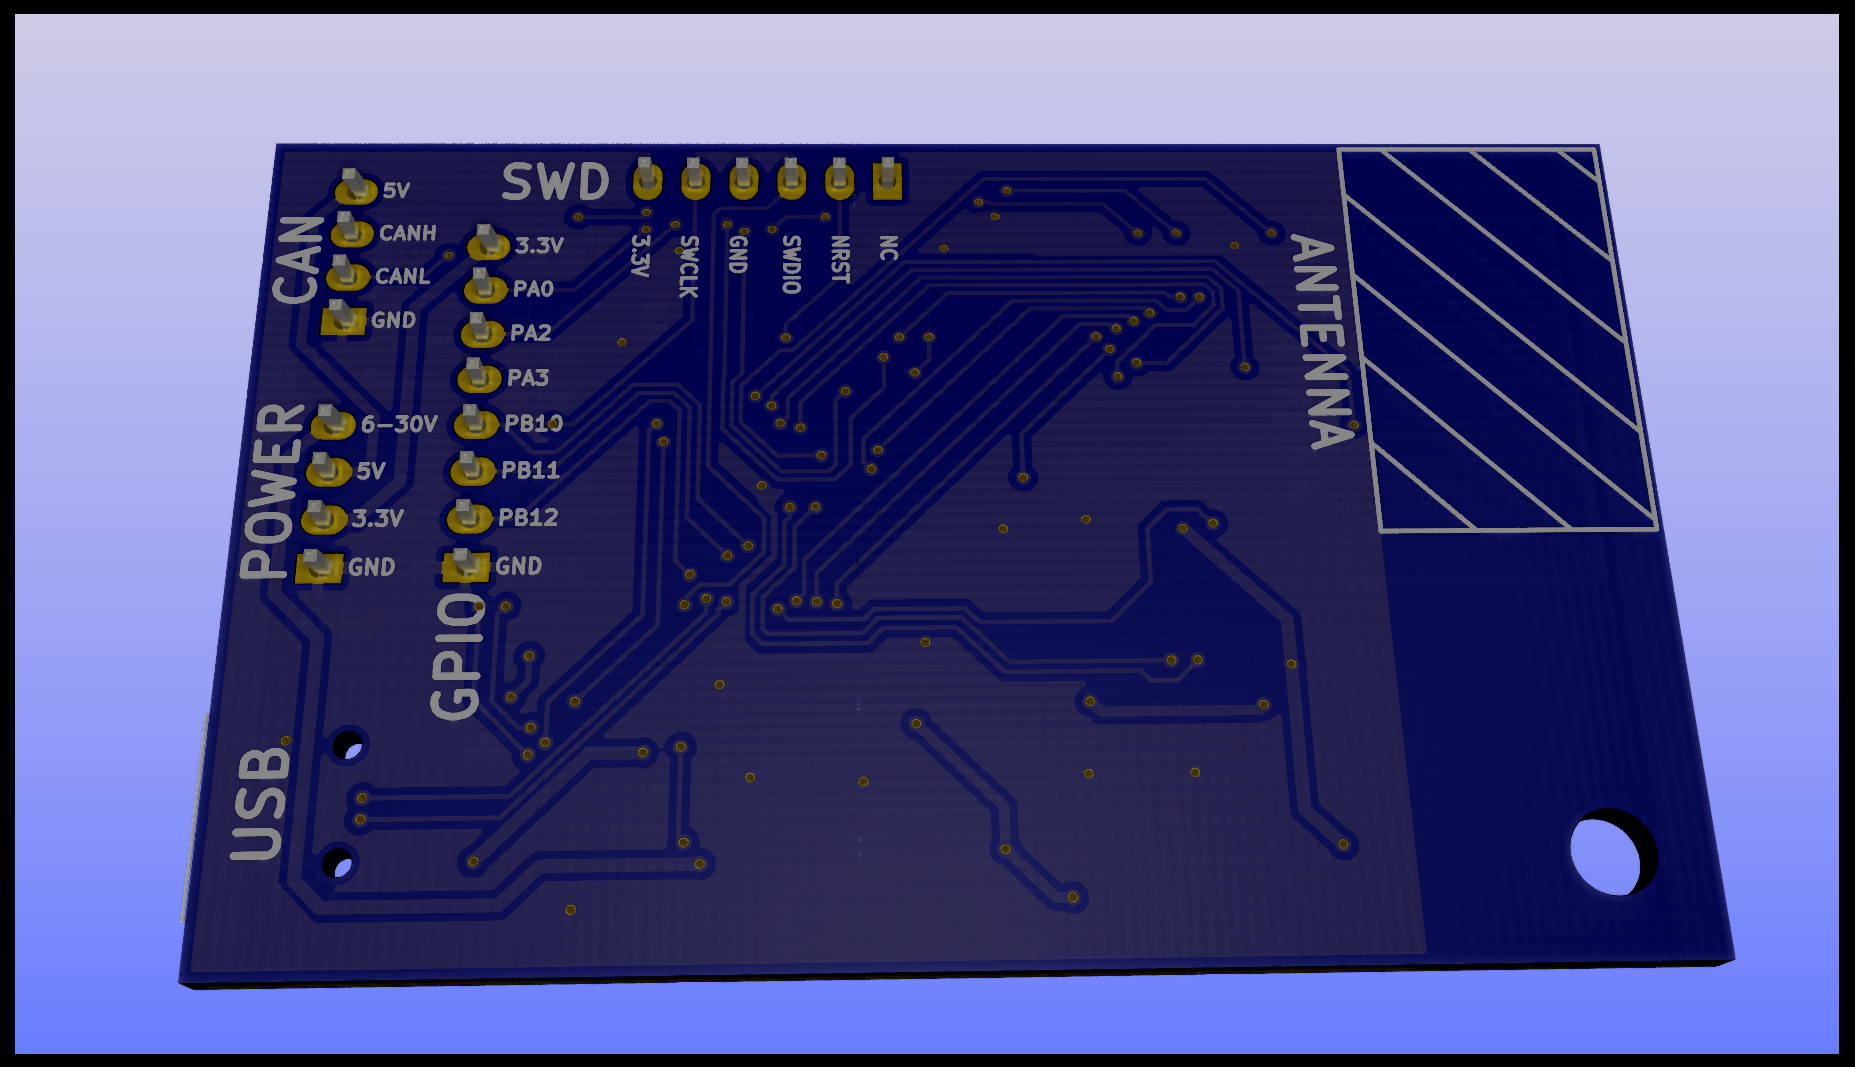 SWD
3.3V
SWCLK
GND
SWDIO
NRST
NC
CAN
5V
CANH
CANL
GND
3.3V
PA0
PA2
PA3
PB10
PB11
PB12
GND
GPIO
POWER
6-30V
5V
3.3V
GND
USB
ANTENNA